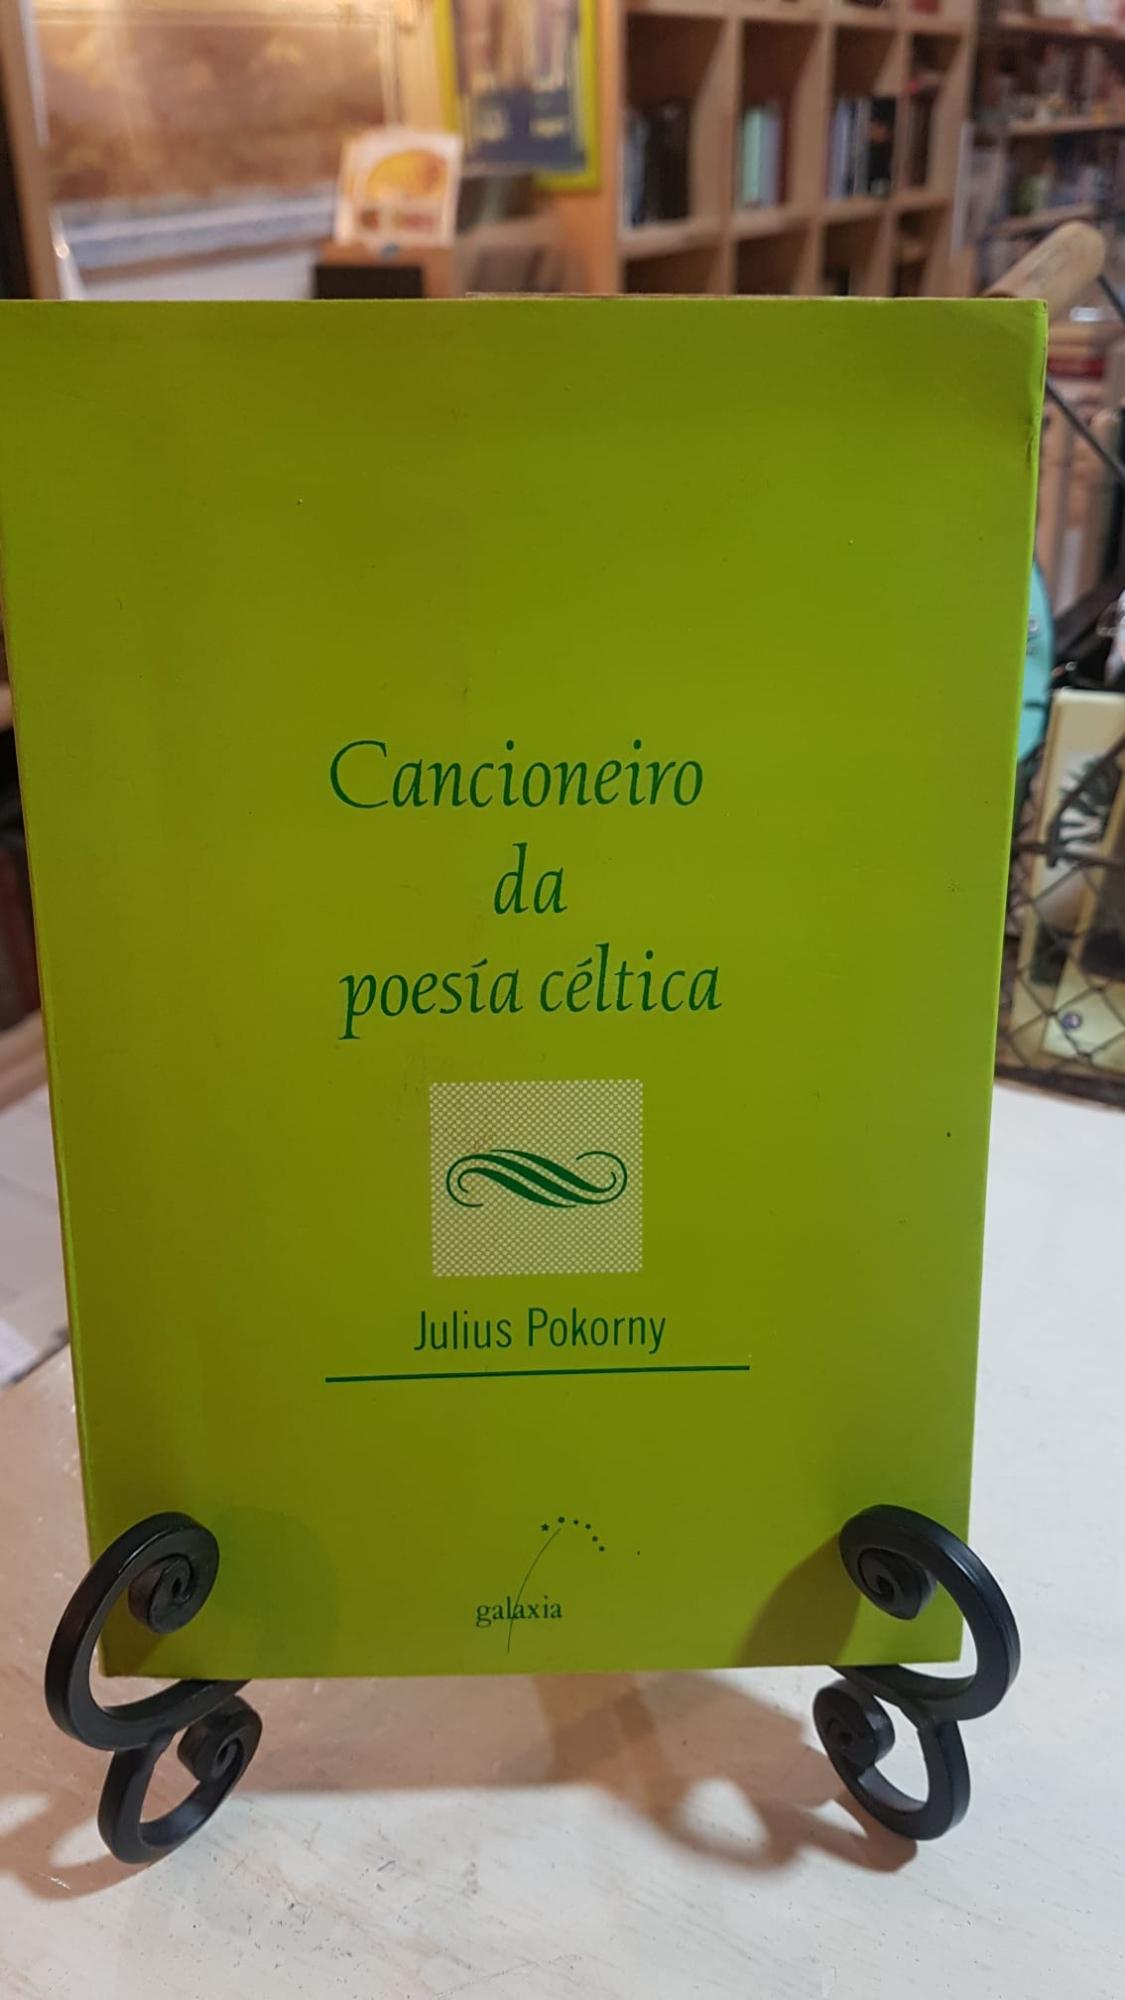 Cancioneiro
da
poesía céltica
Julius Pokorny
galaxia